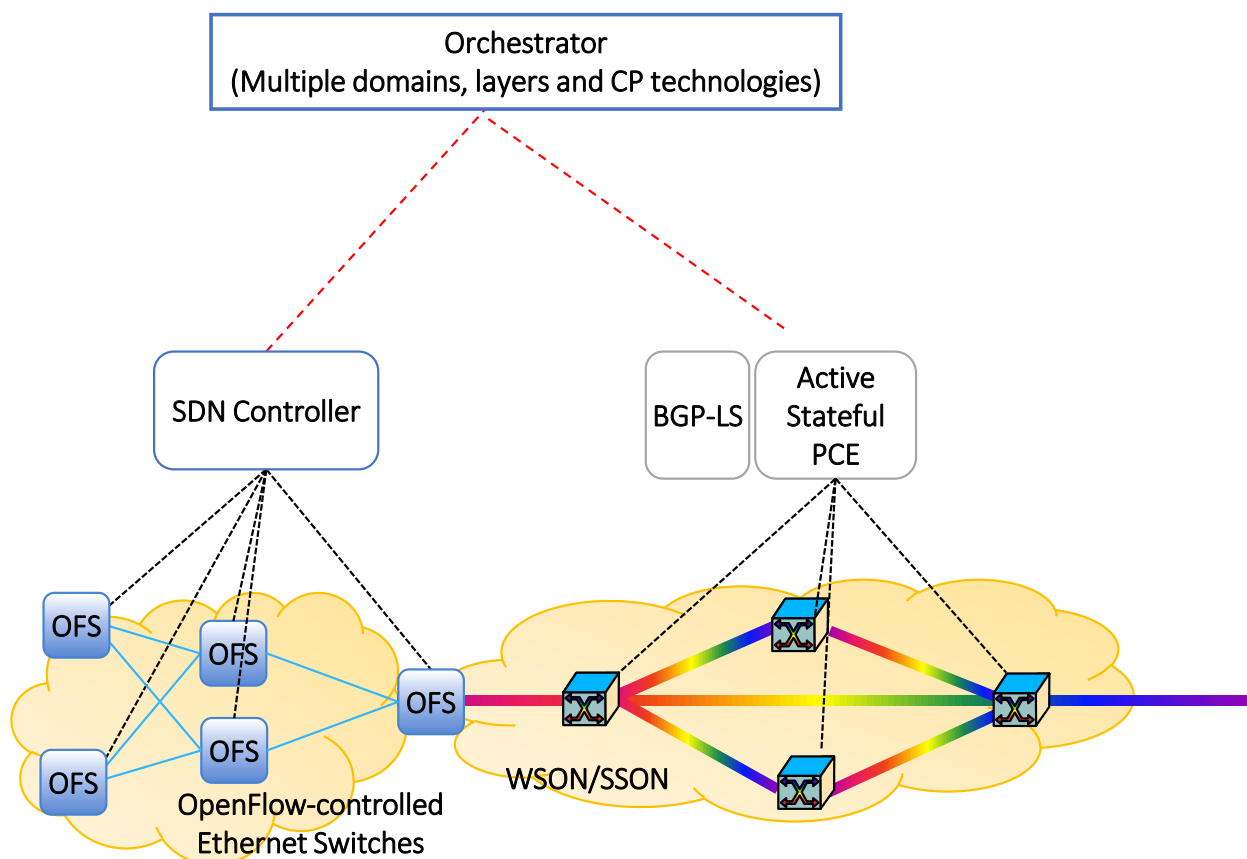 Orchestrator
(Multiple domains, layers and CP technologies)
SDN Controller
BGP-LS
Active
Stateful
PCE
OFS
OFS
OFS
OFS
OFS
WSON/SSON
OpenFlow-controlled
Ethernet Switches